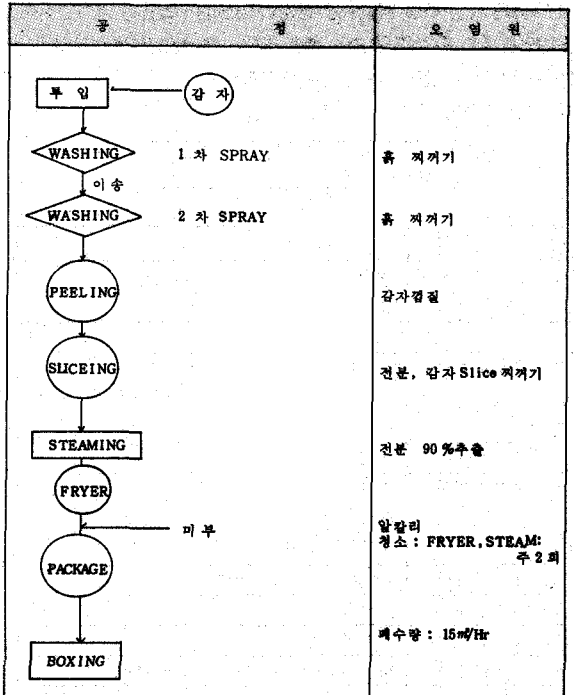 공 정 오 염 원
투 입 감 자
WASHING 1 차 SPRAY 흙 찌꺼기
이 송
WASHING 2 차 SPRAY 흙 찌꺼기
PEELING 감자껍질
SLICEING 전분, 감자 Slice 찌꺼기
STEAMING 전분 90 %추출
FRYER
미 부 알칼리
청소 : FRYER, STEAM:
주 2 회
PACKAGE
폐수량 : 15㎥/Hr
BOXING